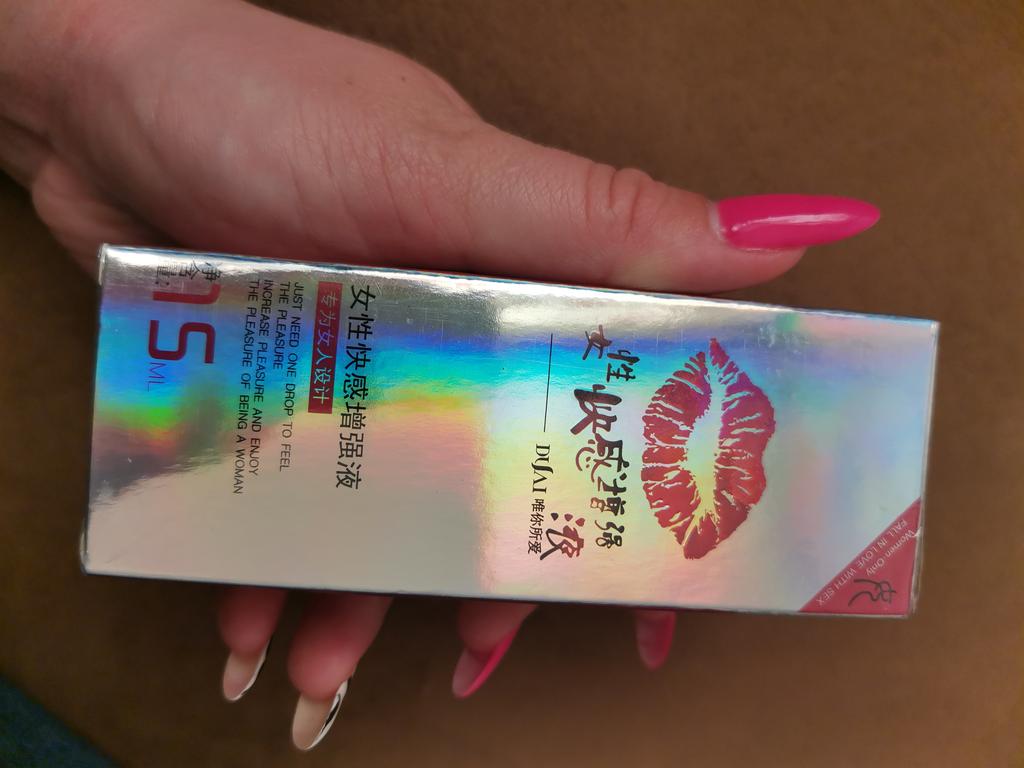 Women Only
FALL IN LOVE WITH SEX
女性
快感增强
液
DUAI 唯你所爱
女性快感增强液
专为女人设计
JUST NEED ONE DROP TO FEEL
THE PLEASURE
INCREASE PLEASURE AND ENJOY
THE PLEASURE OF BEING A WOMAN
净含量:15ML